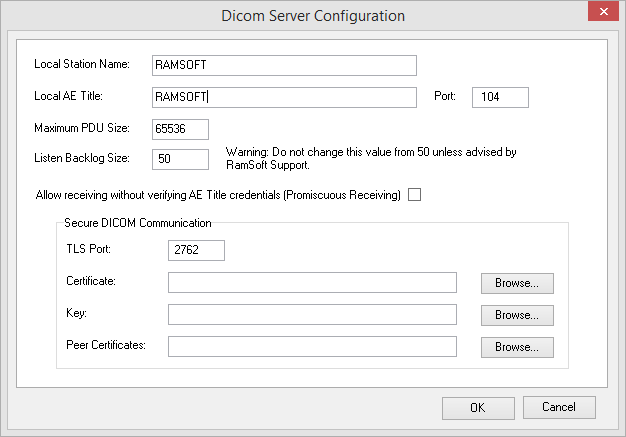 Dicom Server Configuration
Local Station Name: RAMSOFT
Local AE Title: RAMSOFT Port: 104
Maximum PDU Size: 65536
Listen Backlog Size: 50 Warning: Do not change this value from 50 unless advised by
RamSoft Support.
Allow receiving without verifying AE Title credentials (Promiscuous Receiving)
Secure DICOM Communication
TLS Port: 2762
Certificate: Browse...
Key: Browse...
Peer Certificates: Browse...
OK Cancel